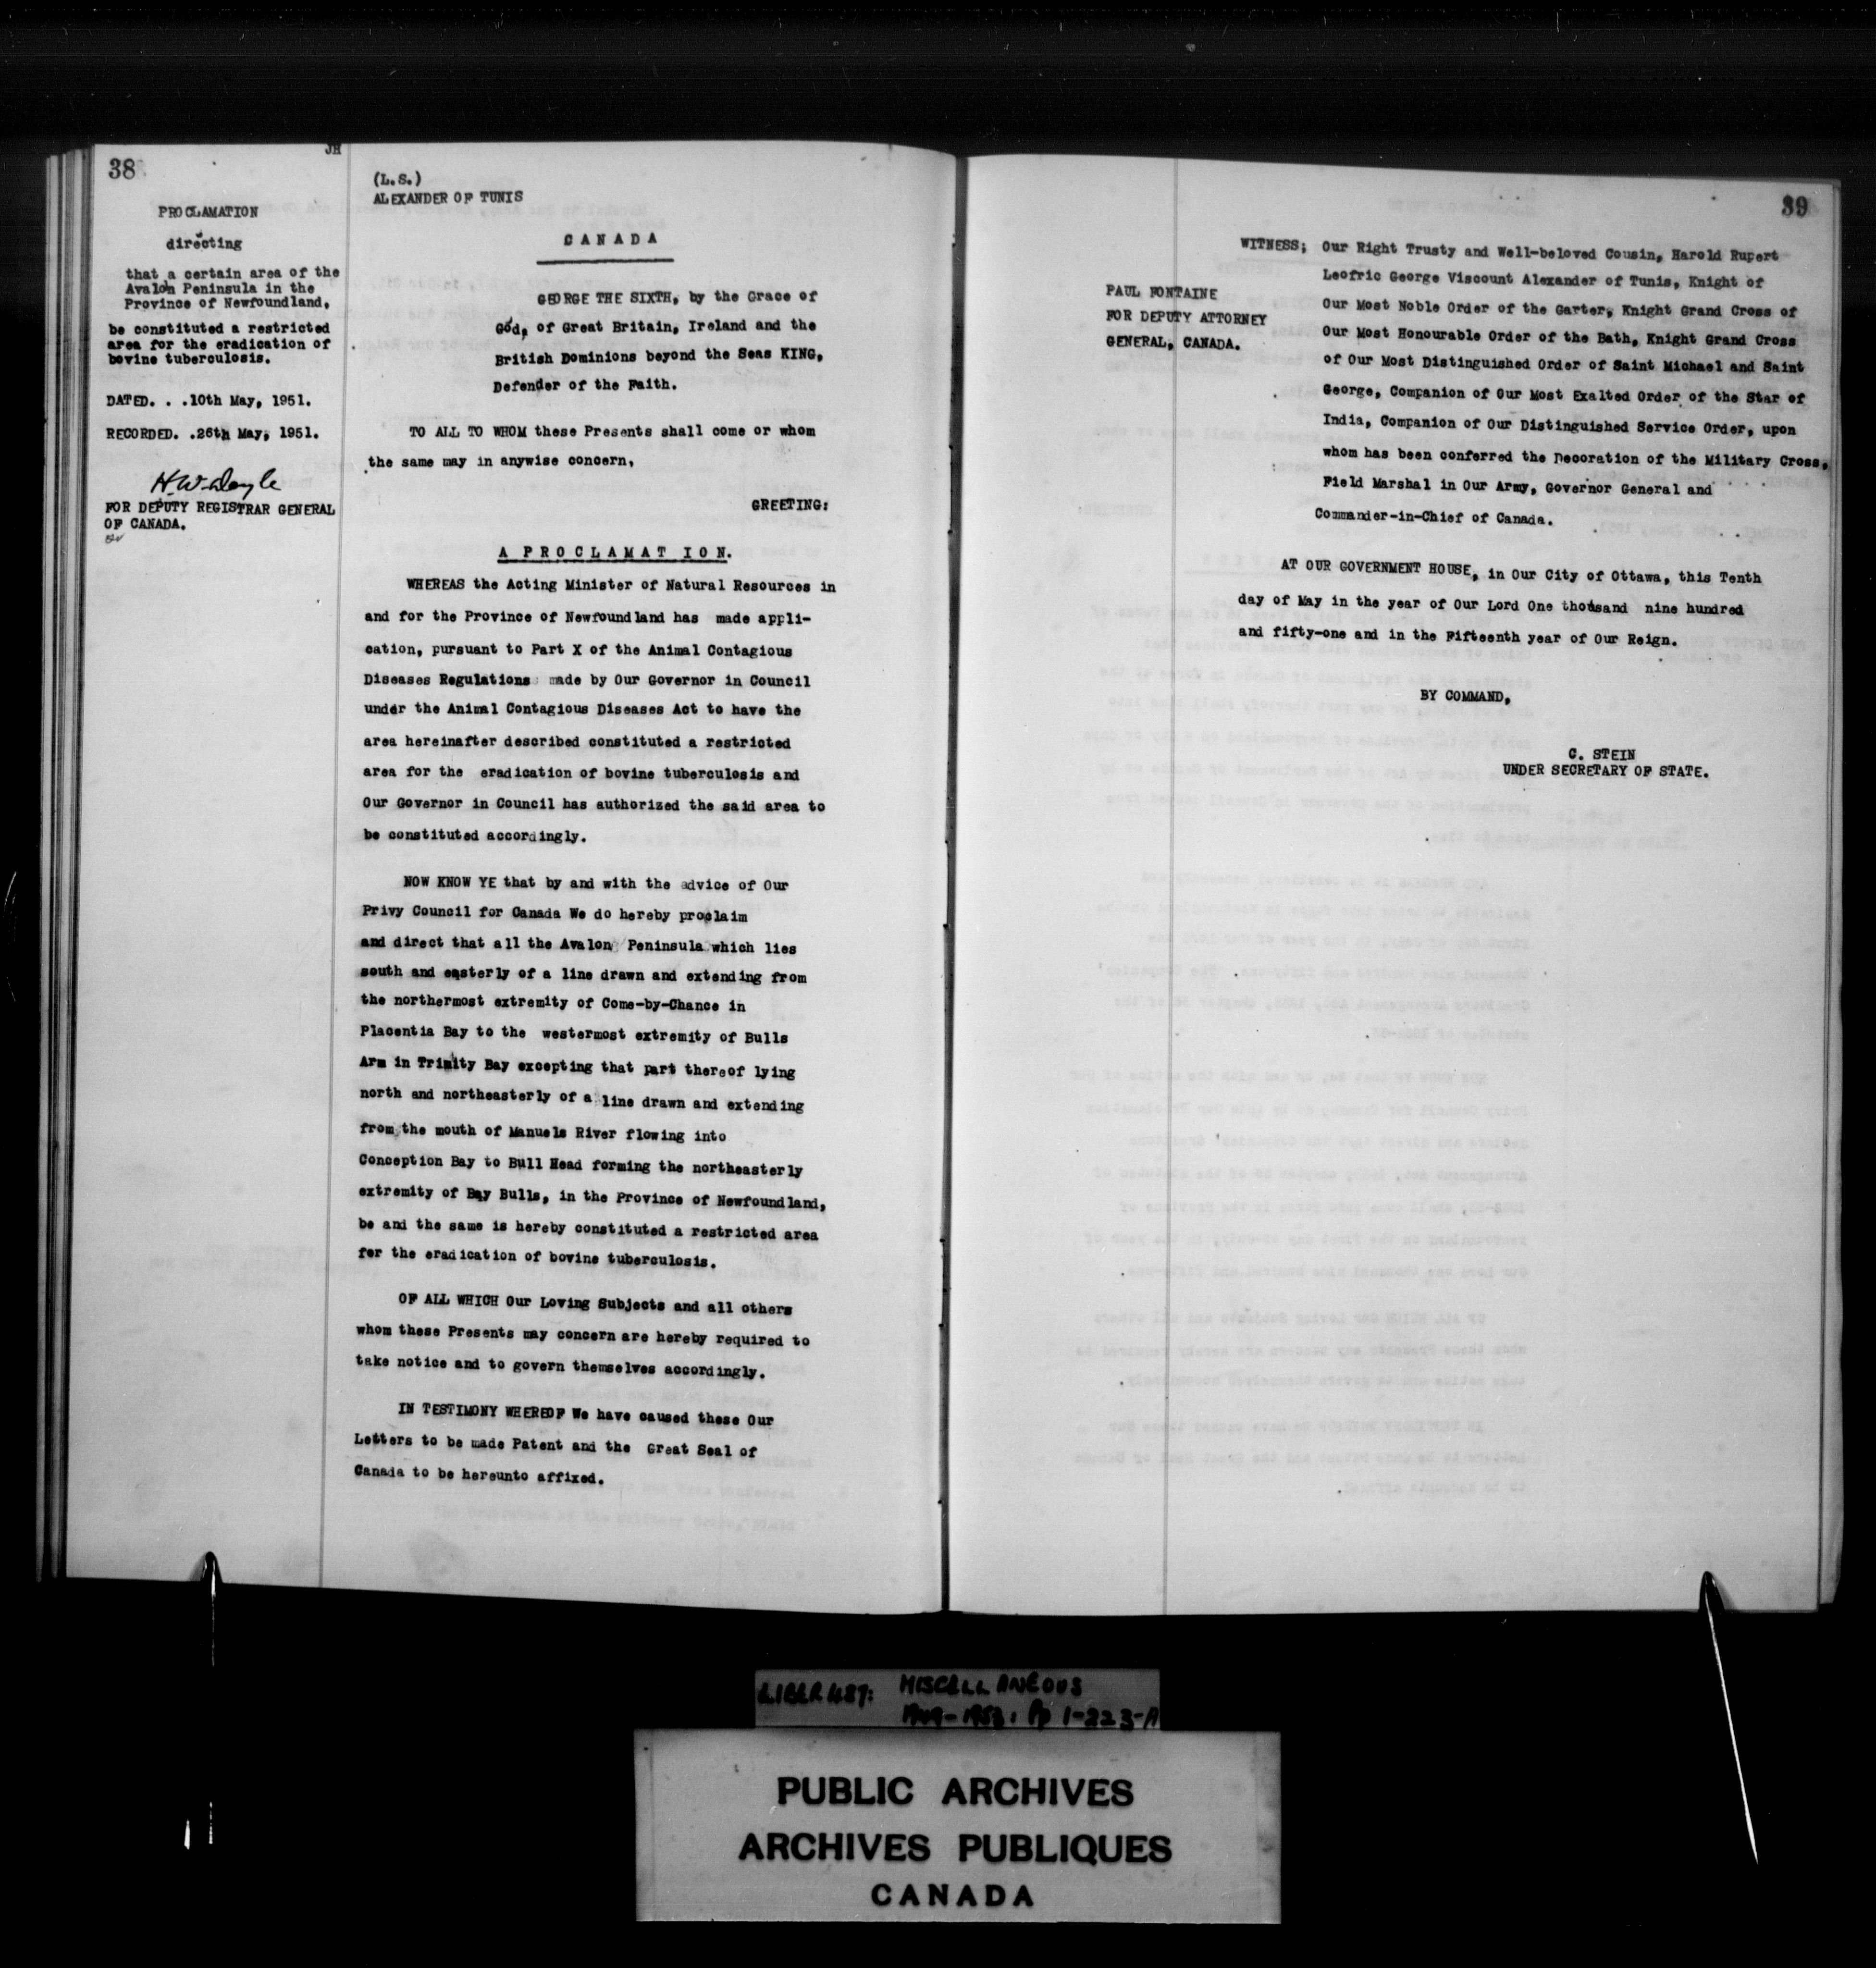 38
JH
PROCLAMATION
directing
that a certain area of the
Avalon Peninsula in the
Province of Newfoundland,
be constituted a restricted
area for the eradication of
bovine tuberculosis.
DATED. . .10th May, 1951.
RECORDED. .26th May, 1951.
H.W. Doyle
FOR DEPUTY REGISTRAR GENERAL
OF CANADA.
(L.S.)
ALEXANDER OF TUNIS
CANADA
GEORGE THE SIXTH, by the Grace of
God, of Great Britain, Ireland and the
British Dominions beyond the Seas KING,
Defender of the Faith.
TO ALL TO WHOM these Presents shall come or whom
the same may in anywise concern,
GREETING:
A PROCLAMATION.
WHEREAS the Acting Minister of Natural Resources in
and for the Province of Newfoundland has made appli-
cation, pursuant to Part X of the Animal Contagious
Diseases Regulations made by Our Governor in Council
under the Animal Contagious Diseases Act to have the
area hereinafter described constituted a restricted
area for the eradication of bovine tuberculosis and
Our Governor in Council has authorized the said area to
be constituted accordingly.
NOW KNOW YE that by and with the advice of Our
Privy Council for Canada We do hereby proclaim
and direct that all the Avalon Peninsula which lies
south and easterly of a line drawn and extending from
the northermost extremity of Come-by-Chance in
Placentia Bay to the westermost extremity of Bulls
Arm in Trinity Bay excepting that part thereof lying
north and northeasterly of a line drawn and extending
from the mouth of Manuels River flowing into
Conception Bay to Bull Head forming the northeasterly
extremity of Bay Bulls, in the Province of Newfoundland,
be and the same is hereby constituted a restricted area
for the eradication of bovine tuberculosis.
OF ALL WHICH Our Loving Subjects and all others
whom these Presents may concern are hereby required to
take notice and to govern themselves accordingly.
IN TESTIMONY WHEREOF We have caused these Our
Letters to be made Patent and the Great Seal of
Canada to be hereunto affixed.
39
PAUL FONTAINE
FOR DEPUTY ATTORNEY
GENERAL, CANADA.
WITNESS; Our Right Trusty and Well-beloved Cousin, Harold Rupert
Leofric George Viscount Alexander of Tunis, Knight of
Our Most Noble Order of the Garter, Knight Grand Cross of
Our Most Honourable Order of the Bath, Knight Grand Cross
of Our Most Distinguished Order of Saint Michael and Saint
George, Companion of Our Most Exalted Order of the Star of
India, Companion of Our Distinguished Service Order, upon
whom has been conferred the Decoration of the Military Cross,
Field Marshal in Our Army, Governor General and
Commander-in-Chief of Canada.
AT OUR GOVERNMENT HOUSE, in Our City of Ottawa, this Tenth
day of May in the year of Our Lord One thousand nine hundred
and fifty-one and in the Fifteenth year of Our Reign.
BY COMMAND,
C. STEIN
UNDER SECRETARY OF STATE.
LIBER 487: MISCELLANEOUS
1949-1953: Pp 1-223-A
PUBLIC ARCHIVES
ARCHIVES PUBLIQUES
CANADA